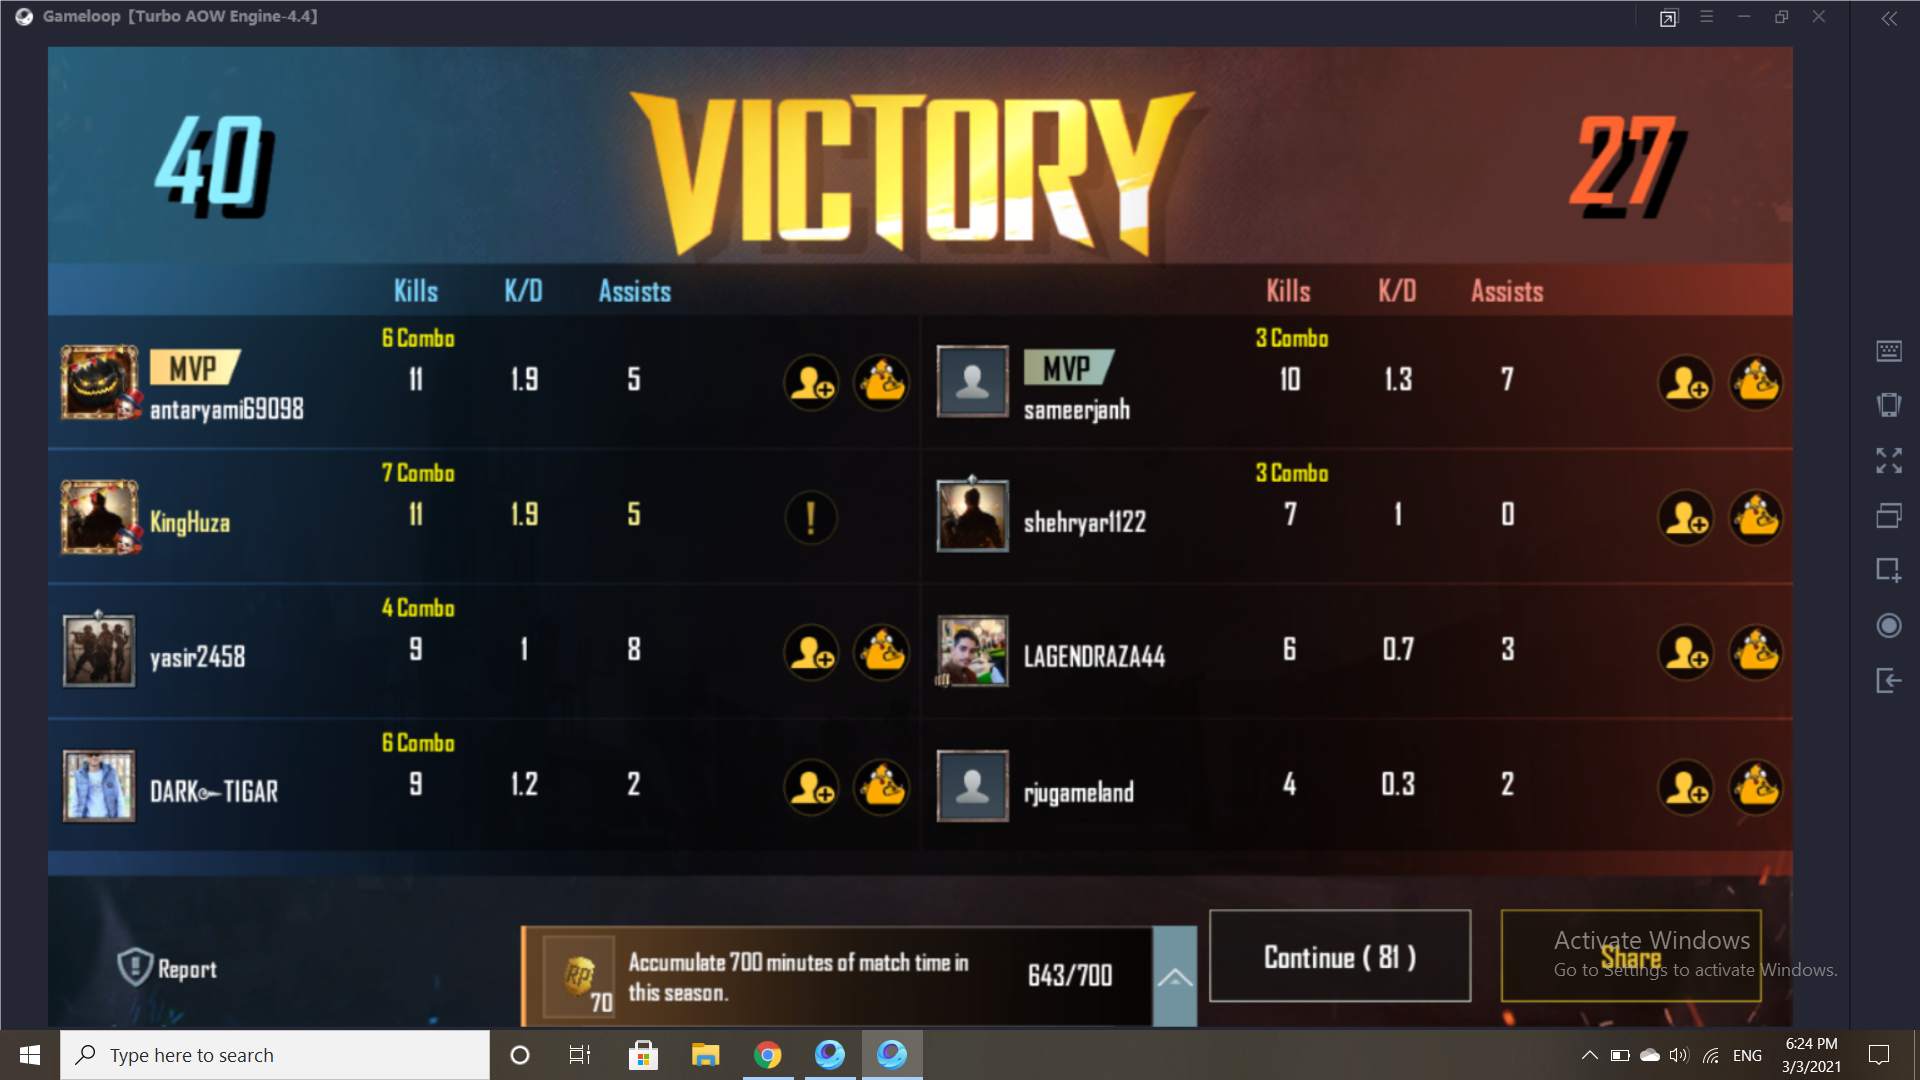 Gameloop [Turbo AOW Engine-4.4]
40
VICTORY
27
Kills K/D Assists
Kills K/D Assists
6 Combo
MVP
antaryami69098
11 1.9 5
3 Combo
MVP
sameerjanh
10 1.3 7
7 Combo
KingHuza
11 1.9 5
3 Combo
shehryar1122
7 1 0
4 Combo
yasir2458
9 1 8
LAGENDRAZA44
6 0.7 3
6 Combo
DARK TIGAR
9 1.2 2
rjugameland
4 0.3 2
Report
RP
70
Accumulate 700 minutes of match time in
this season.
643/700
Continue ( 81 )
Share
Activate Windows
Go to Settings to activate Windows.
Type here to search
ENG
6:24 PM
3/3/2021